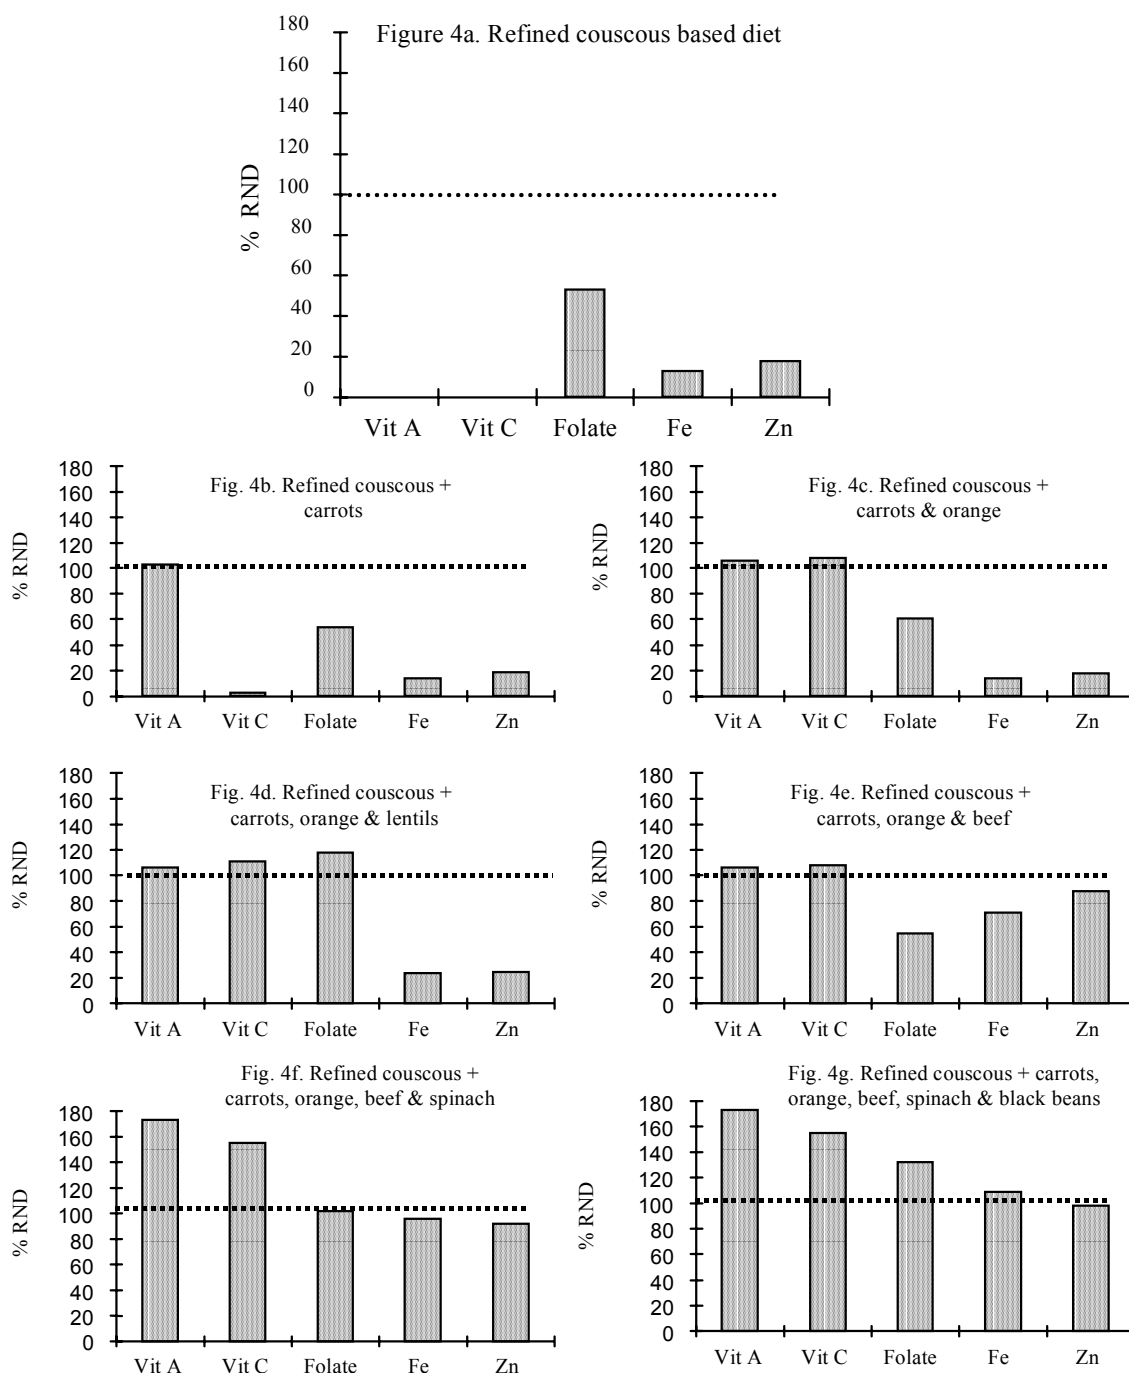 Figure 4a. Refined couscous based diet
180
160
140
120
100
80
60
40
20
0
% RND
Vit A Vit C Folate Fe Zn
Fig. 4b. Refined couscous +
carrots
180
160
140
120
100
80
60
40
20
0
% RND
Vit A Vit C Folate Fe Zn
Fig. 4c. Refined couscous +
carrots & orange
180
160
140
120
100
80
60
40
20
0
% RND
Vit A Vit C Folate Fe Zn
Fig. 4d. Refined couscous +
carrots, orange & lentils
180
160
140
120
100
80
60
40
20
0
% RND
Vit A Vit C Folate Fe Zn
Fig. 4e. Refined couscous +
carrots, orange & beef
180
160
140
120
100
80
60
40
20
0
% RND
Vit A Vit C Folate Fe Zn
Fig. 4f. Refined couscous +
carrots, orange, beef & spinach
180
160
140
120
100
80
60
40
20
0
% RND
Vit A Vit C Folate Fe Zn
Fig. 4g. Refined couscous + carrots,
orange, beef, spinach & black beans
180
160
140
120
100
80
60
40
20
0
% RND
Vit A Vit C Folate Fe Zn